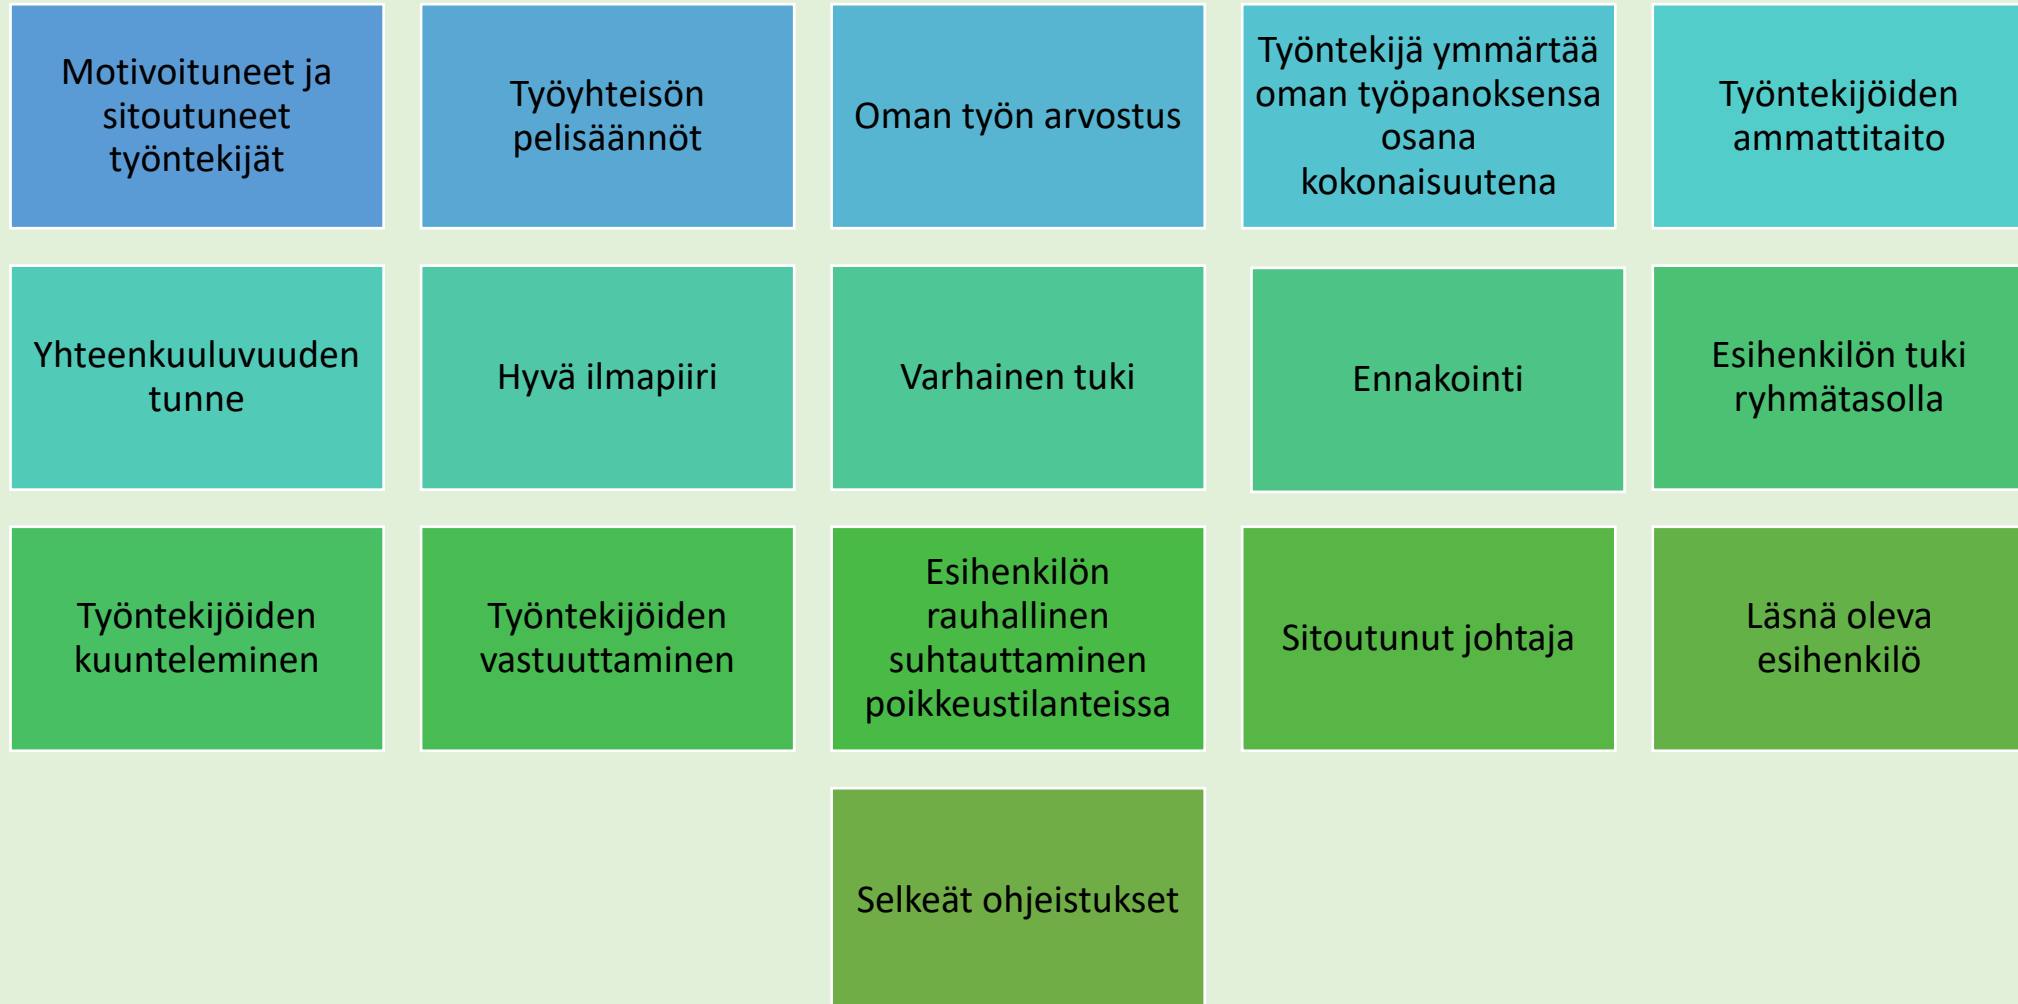 Motivoituneet ja
sitoutuneet
työntekijät
Työyhteisön
pelisäännöt
Oman työn arvostus
Työntekijä ymmärtää
oman työpanoksensa
osana
kokonaisuutena
Työntekijöiden
ammattitaito
Yhteenkuuluvuuden
tunne
Hyvä ilmapiiri
Varhainen tuki
Ennakointi
Esihenkilön tuki
ryhmätasolla
Työntekijöiden
kuunteleminen
Työntekijöiden
vastuuttaminen
Esihenkilön
rauhallinen
suhtauttaminen
poikkeustilanteissa
Sitoutunut johtaja
Läsnä oleva
esihenkilö
Selkeät ohjeistukset